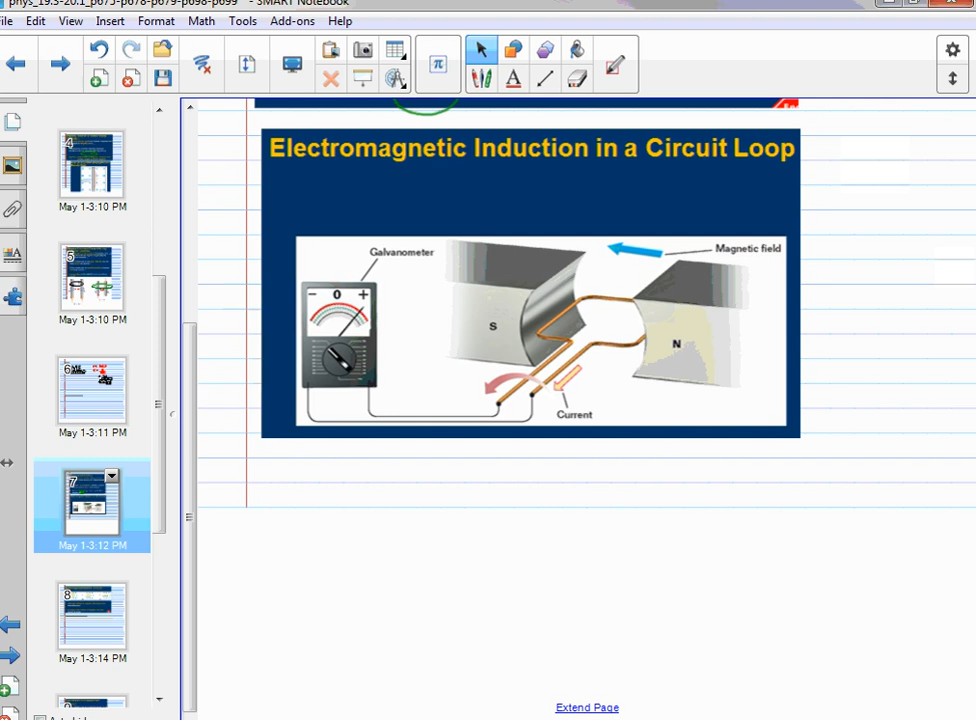 phys_19.3-20.1_p675-p678-p679-p698-p699 - SMART Notebook
File Edit View Insert Format Math Tools Add-ons Help
π
A
4
May 1-3:10 PM
5
May 1-3:10 PM
6
May 1-3:11 PM
7
May 1-3:12 PM
8
May 1-3:14 PM
Electromagnetic Induction in a Circuit Loop
Galvanometer
Magnetic field
− 0 +
S
N
Current
Extend Page